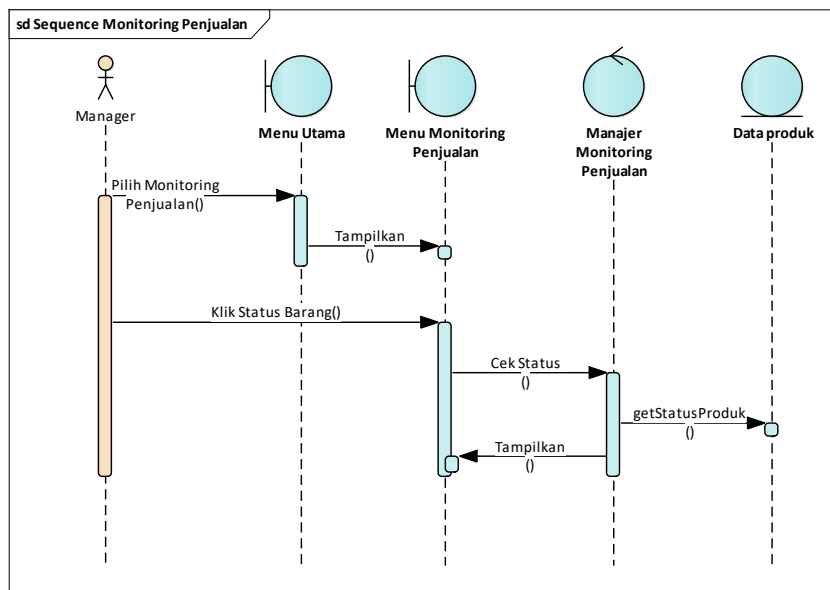 sd Sequence Monitoring Penjualan
Manager
Menu Utama
Menu Monitoring
Penjualan
Manajer
Monitoring
Penjualan
Data produk
Pilih Monitoring
Penjualan()
Tampilkan
()
Klik Status Barang()
Cek Status
()
getStatusProduk
()
Tampilkan
()